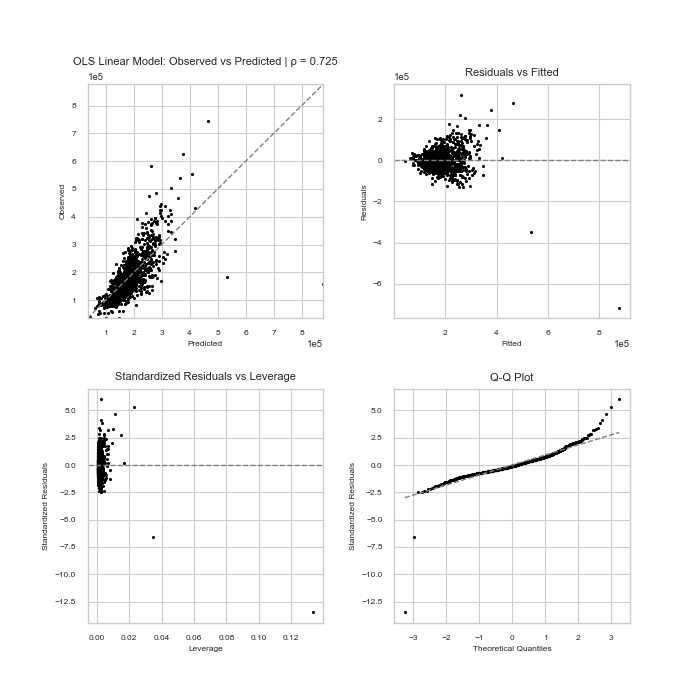 OLS Linear Model: Observed vs Predicted | ρ = 0.725
1e5
8
7
6
5
4
3
2
1
Observed
1 2 3 4 5 6 7 8
Predicted
1e5
Residuals vs Fitted
1e5
2
0
−2
−4
−6
Residuals
2 4 6 8
Fitted
1e5
Standardized Residuals vs Leverage
5.0
2.5
0.0
−2.5
−5.0
−7.5
−10.0
−12.5
Standardized Residuals
0.00 0.02 0.04 0.06 0.08 0.10 0.12
Leverage
Q-Q Plot
5.0
2.5
0.0
−2.5
−5.0
−7.5
−10.0
−12.5
Standardized Residuals
−3 −2 −1 0 1 2 3
Theoretical Quantiles